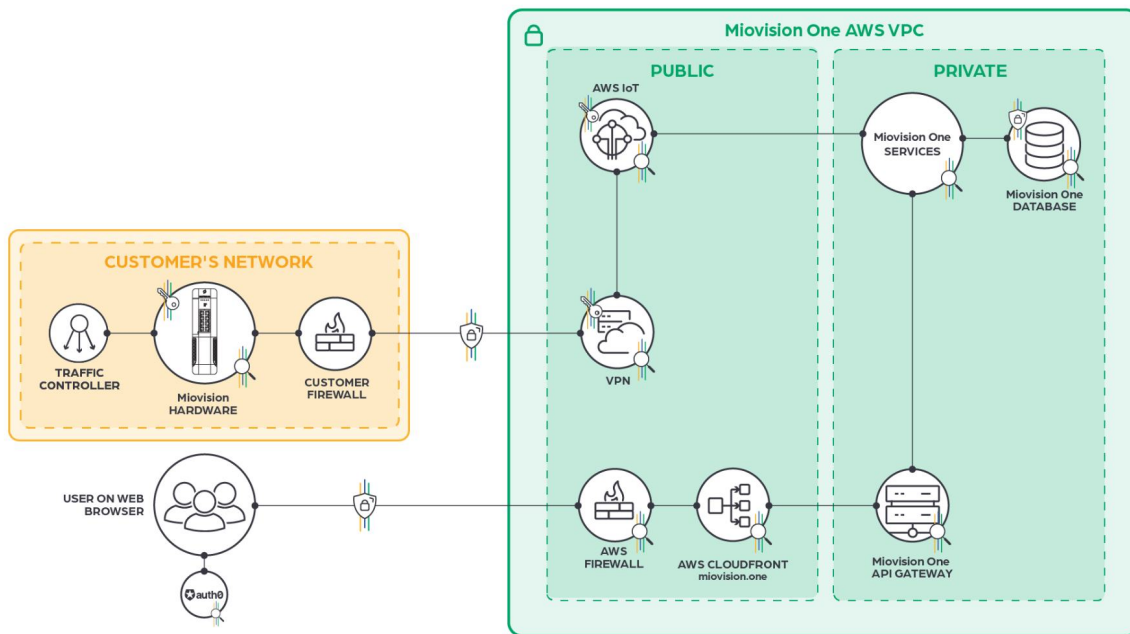 Miovision One AWS VPC
PUBLIC
PRIVATE
AWS IoT
Miovision One
SERVICES
Miovision One
DATABASE
CUSTOMER'S NETWORK
TRAFFIC
CONTROLLER
Miovision
HARDWARE
CUSTOMER
FIREWALL
VPN
USER ON WEB
BROWSER
AWS
FIREWALL
AWS CLOUDFRONT
miovision.one
Miovision One
API GATEWAY
auth0